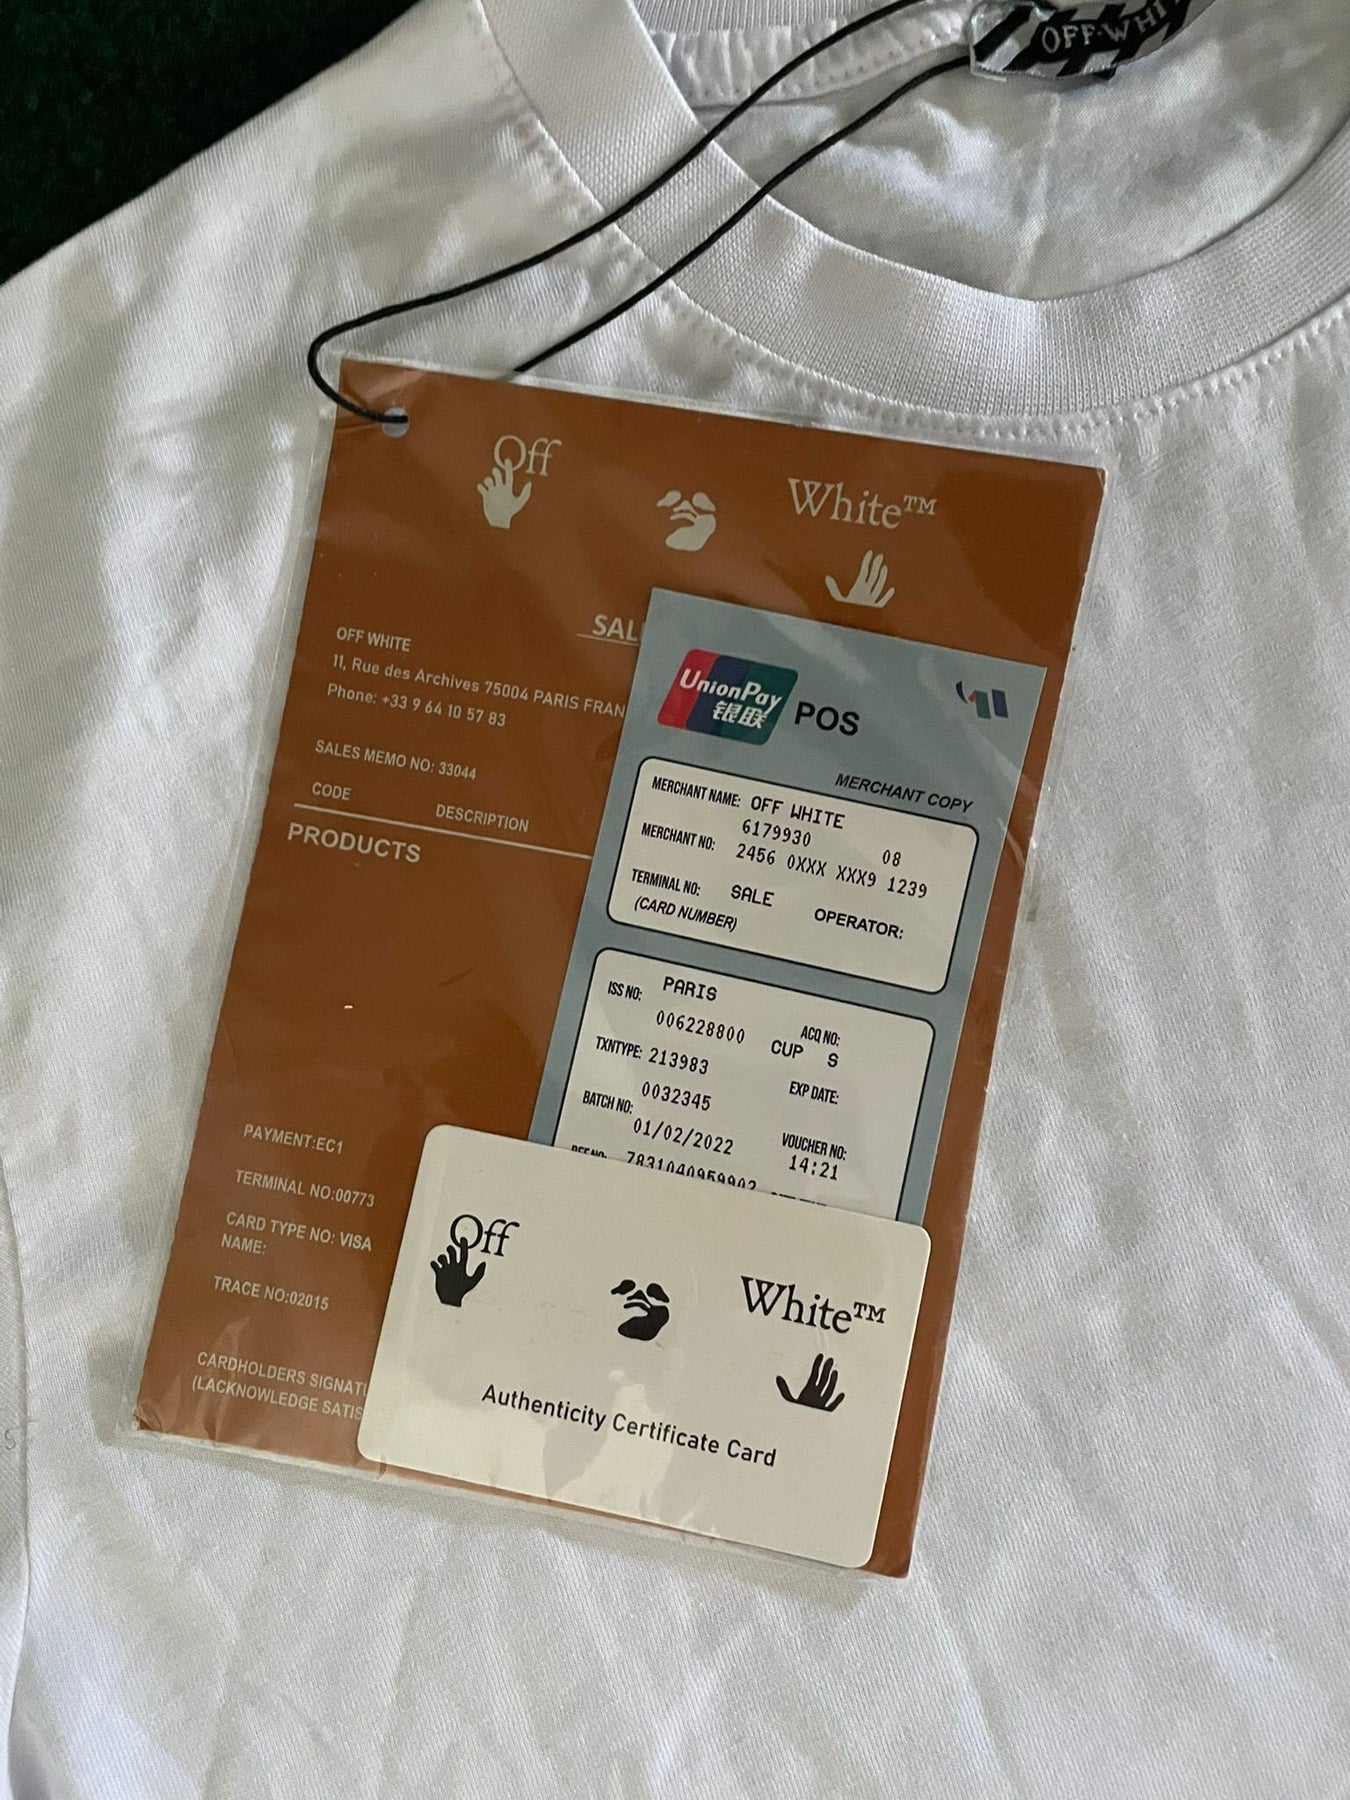 OFF-WHI
Off
White™
SAL
OFF WHITE
11, Rue des Archives 75004 PARIS FRAN
Phone: +33 9 64 10 57 83
SALES MEMO NO: 33044
CODE DESCRIPTION
PRODUCTS
PAYMENT:EC1
TERMINAL NO:00773
CARD TYPE NO: VISA
NAME:
TRACE NO:02015
CARDHOLDERS SIGNATU
(LACKNOWLEDGE SATIS
UnionPay
银联
POS
MERCHANT COPY
MERCHANT NAME: OFF WHITE
6179930 08
MERCHANT NO: 2456 0XXX XXX9 1239
TERMINAL NO: SALE OPERATOR:
(CARD NUMBER)
ISS NO: PARIS
006228800 ACQ NO:
CUP S
TXNTYPE: 213983
0032345 EXP DATE:
BATCH NO: 01/02/2022 VOUCHER NO:
14:21
7831040959902
Off
White™
Authenticity Certificate Card